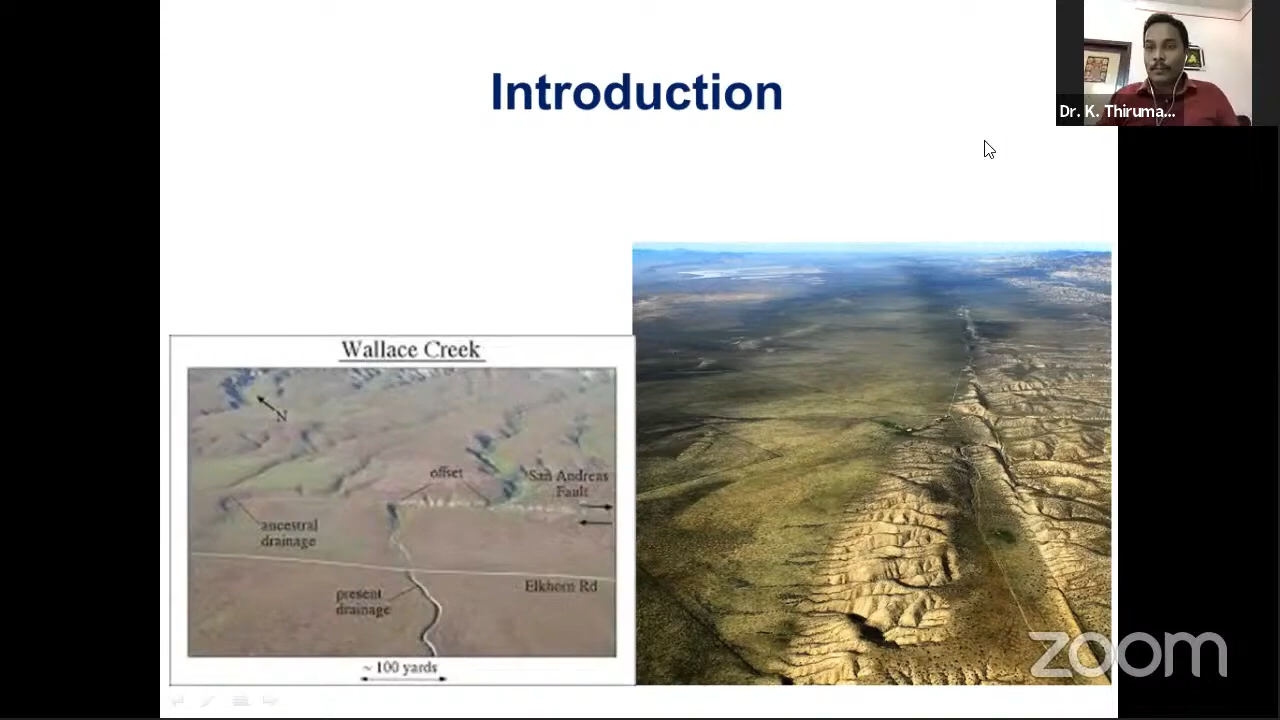 Introduction
Dr. K. Thiruma...
Wallace Creek
N
offset
San Andreas
Fault
ancestral
drainage
Elkhorn Rd
present
drainage
~ 100 yards
zoom